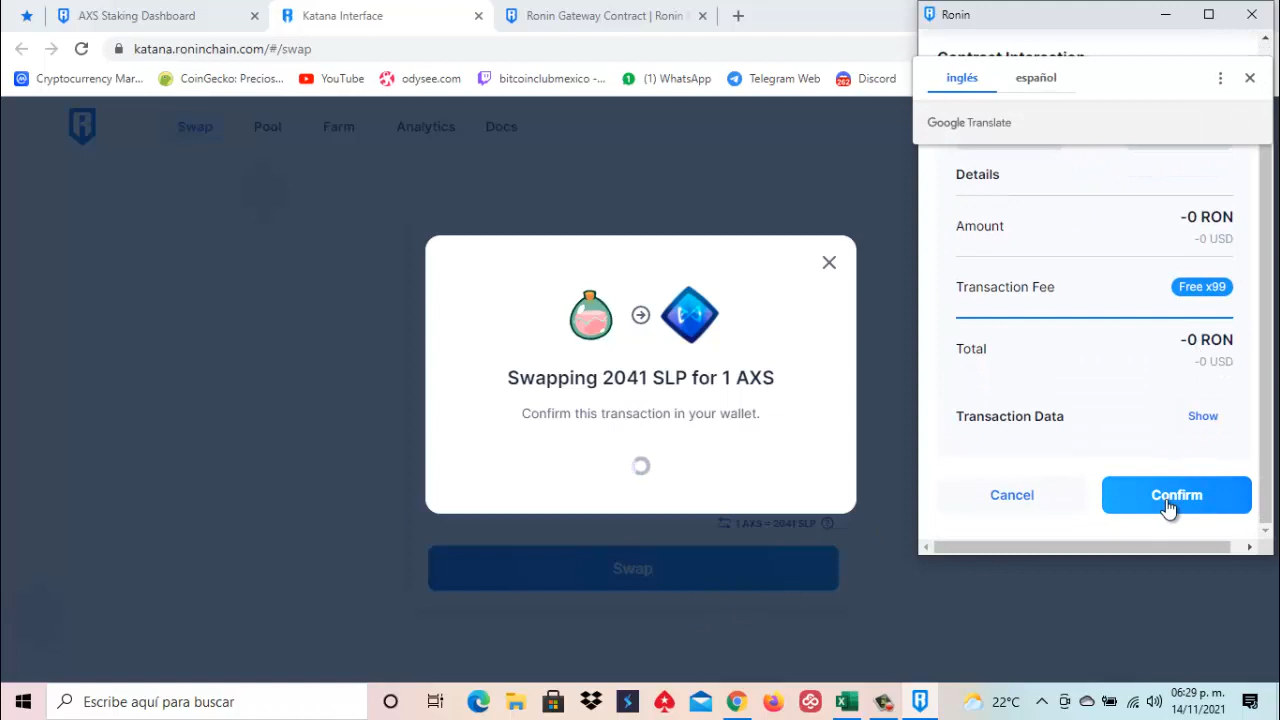 AXS Staking Dashboard
Katana Interface
Ronin Gateway Contract | Ronin
katana.roninchain.com/#/swap
Cryptocurrency Mar...
CoinGecko: Precios...
YouTube
odysee.com
bitcoinclubmexico -...
(1) WhatsApp
Telegram Web
Discord
Swap
Pool
Farm
Analytics
Docs
Swapping 2041 SLP for 1 AXS
Confirm this transaction in your wallet.
1 AXS = 2041 SLP
Swap
Ronin
Contract Interaction
inglés
español
Google Translate
Details
Amount
-0 RON
-0 USD
Transaction Fee
Free x99
Total
-0 RON
-0 USD
Transaction Data
Show
Cancel
Confirm
Escribe aquí para buscar
22°C
06:29 p. m.
14/11/2021